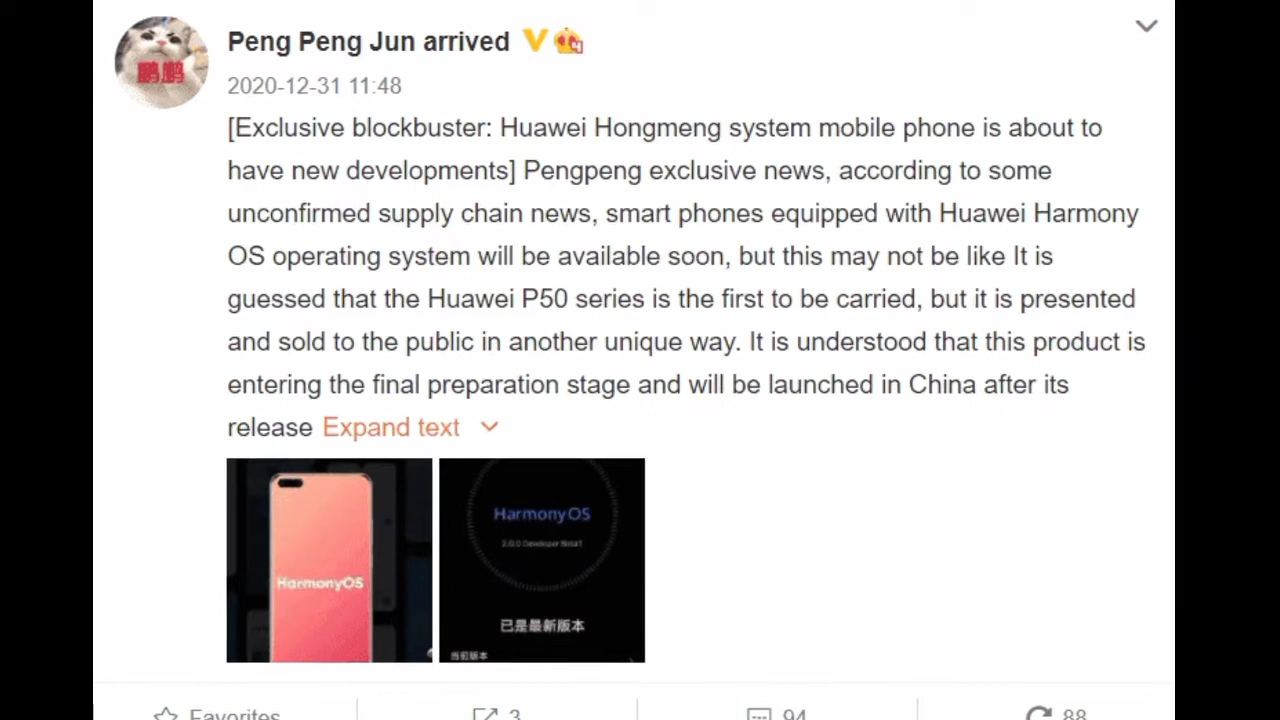 Peng Peng Jun arrived
鹏鹏
2020-12-31 11:48
[Exclusive blockbuster: Huawei Hongmeng system mobile phone is about to
have new developments] Pengpeng exclusive news, according to some
unconfirmed supply chain news, smart phones equipped with Huawei Harmony
OS operating system will be available soon, but this may not be like It is
guessed that the Huawei P50 series is the first to be carried, but it is presented
and sold to the public in another unique way. It is understood that this product is
entering the final preparation stage and will be launched in China after its
release Expand text
HarmonyOS
HarmonyOS
2.0.0 Developer Beta1
已是最新版本
当前版本
Favorites
3
94
88